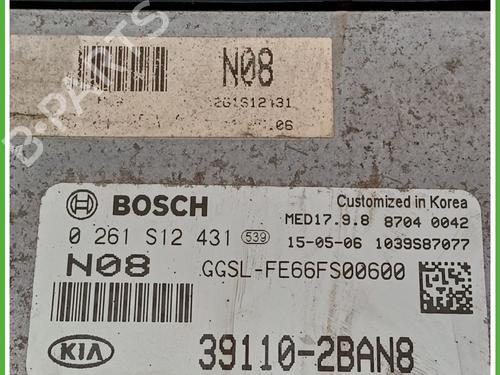 N08
261S12431
.06
B-PARTS
BOSCH
Customized in Korea
MED17.9.8 8704 0042
0 261 S12 431 539
15-05-06 1039S87077
N08
GGSL-FE66FS00600
KIA
39110-2BAN8